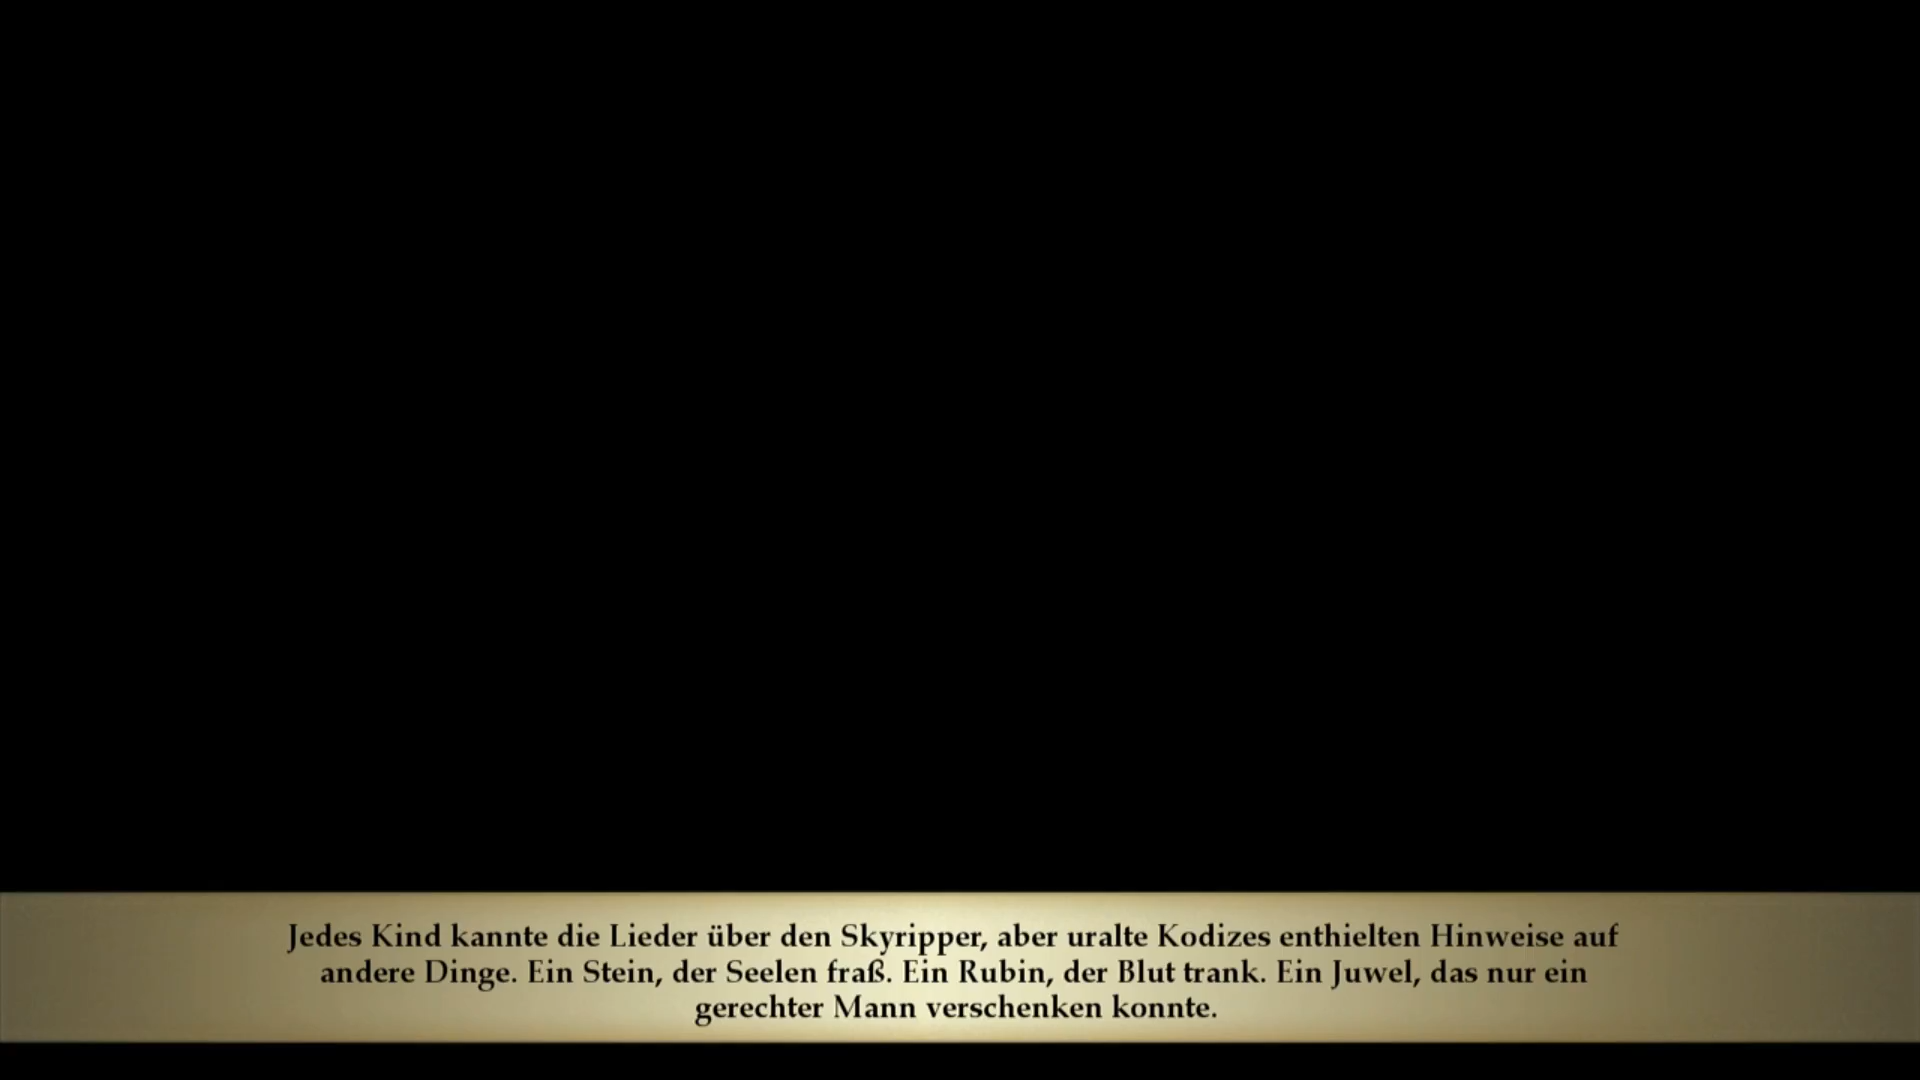 Jedes Kind kannte die Lieder über den Skyripper, aber uralte Kodizes enthielten Hinweise auf
andere Dinge. Ein Stein, der Seelen fraß. Ein Rubin, der Blut trank. Ein Juwel, das nur ein
gerechter Mann verschenken konnte.